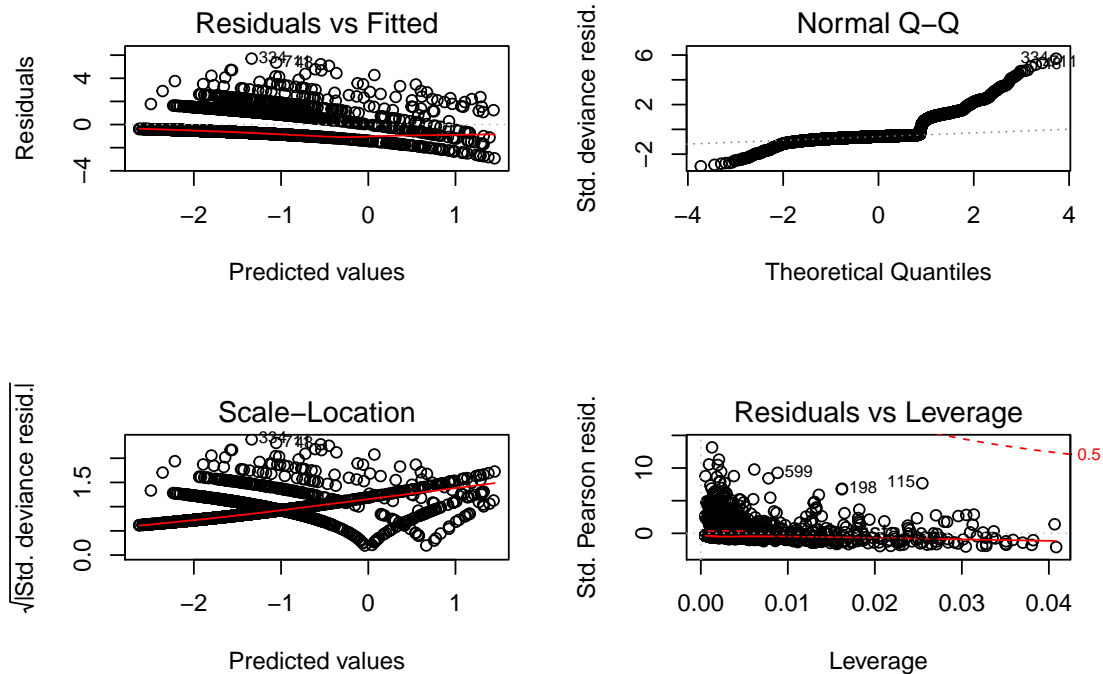 Residuals vs Fitted
Residuals
4
0
−4
334
−2
−1
0
1
Predicted values
Normal Q−Q
Std. deviance resid.
6
2
−2
334
−4
−2
0
2
4
Theoretical Quantiles
Scale−Location
√|Std. deviance resid.|
1.5
0.0
334
−2
−1
0
1
Predicted values
Residuals vs Leverage
Std. Pearson resid.
10
0
599
198
115
0.5
0.00
0.01
0.02
0.03
0.04
Leverage